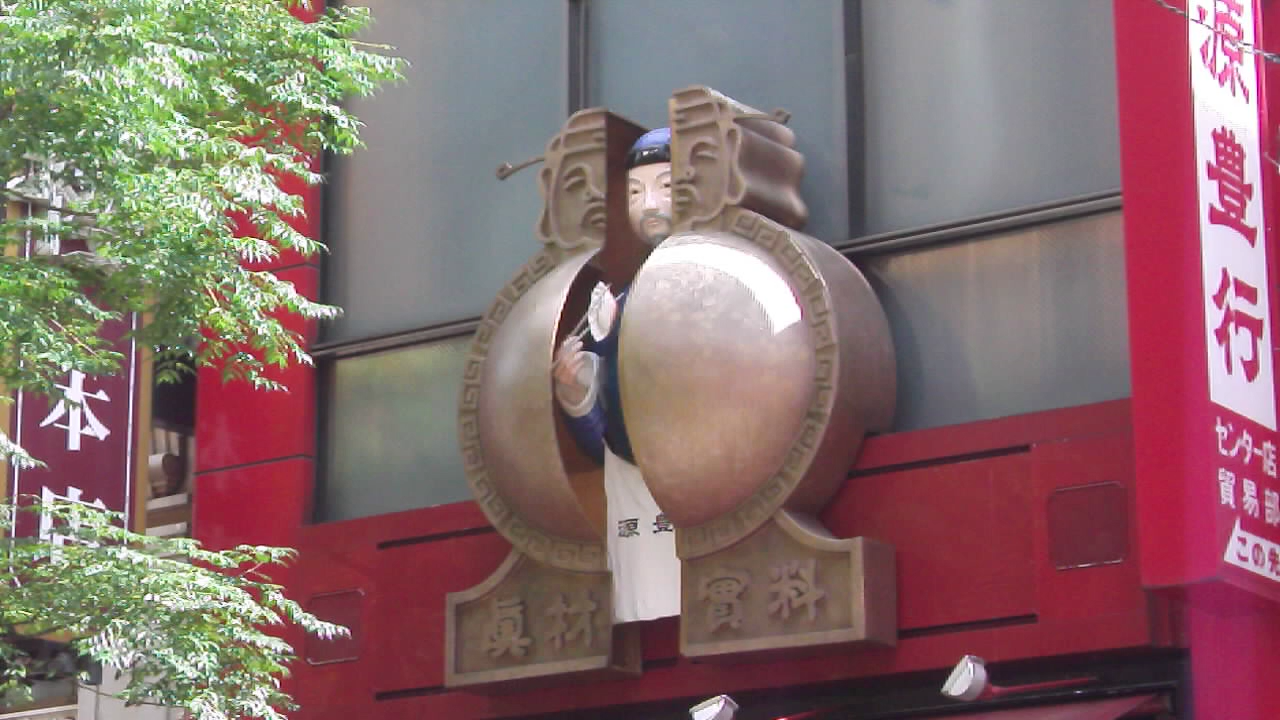 本
源豊
眞材
實料
源豊行
センター店
貿易部
この先